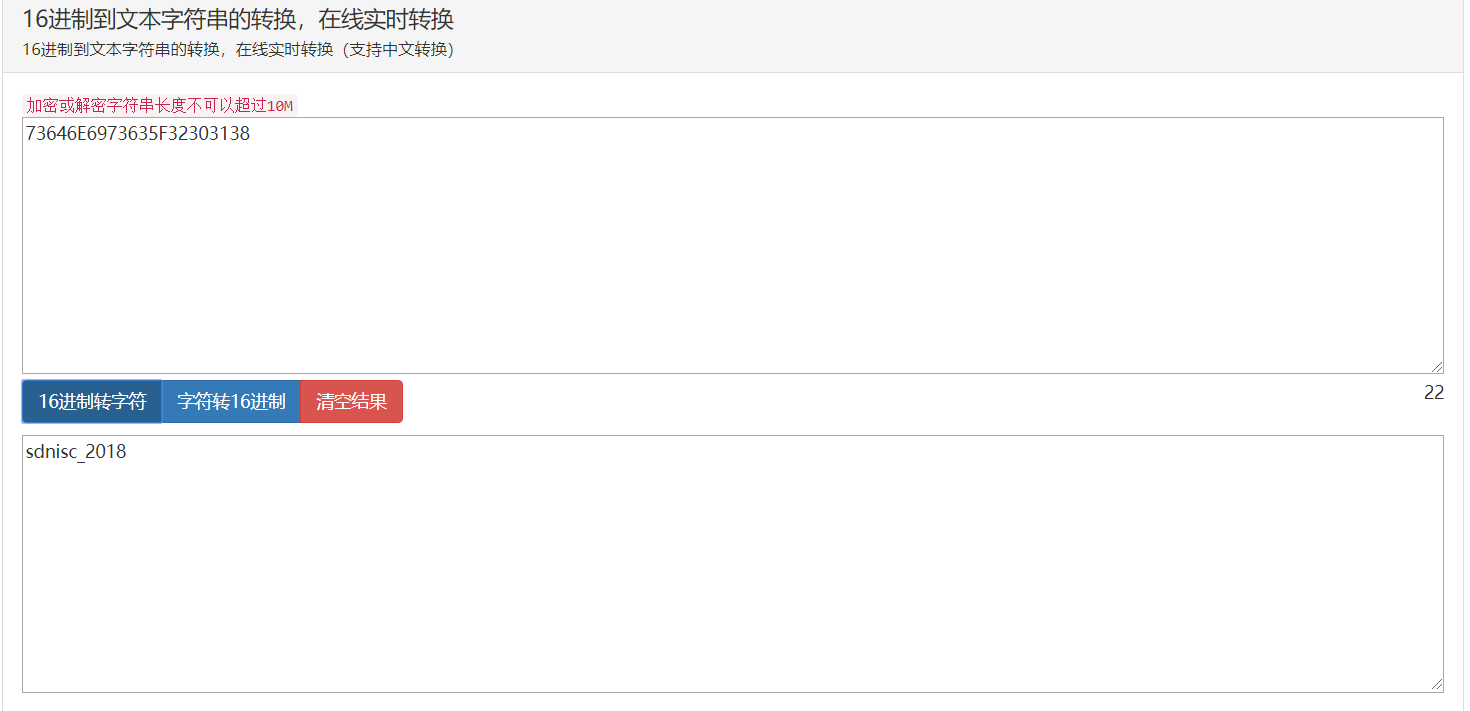 16进制到文本字符串的转换，在线实时转换
16进制到文本字符串的转换，在线实时转换（支持中文转换）
加密或解密字符串长度不可以超过10M
73646E6973635F32303138
16进制转字符 字符转16进制 清空结果 22
sdnisc_2018